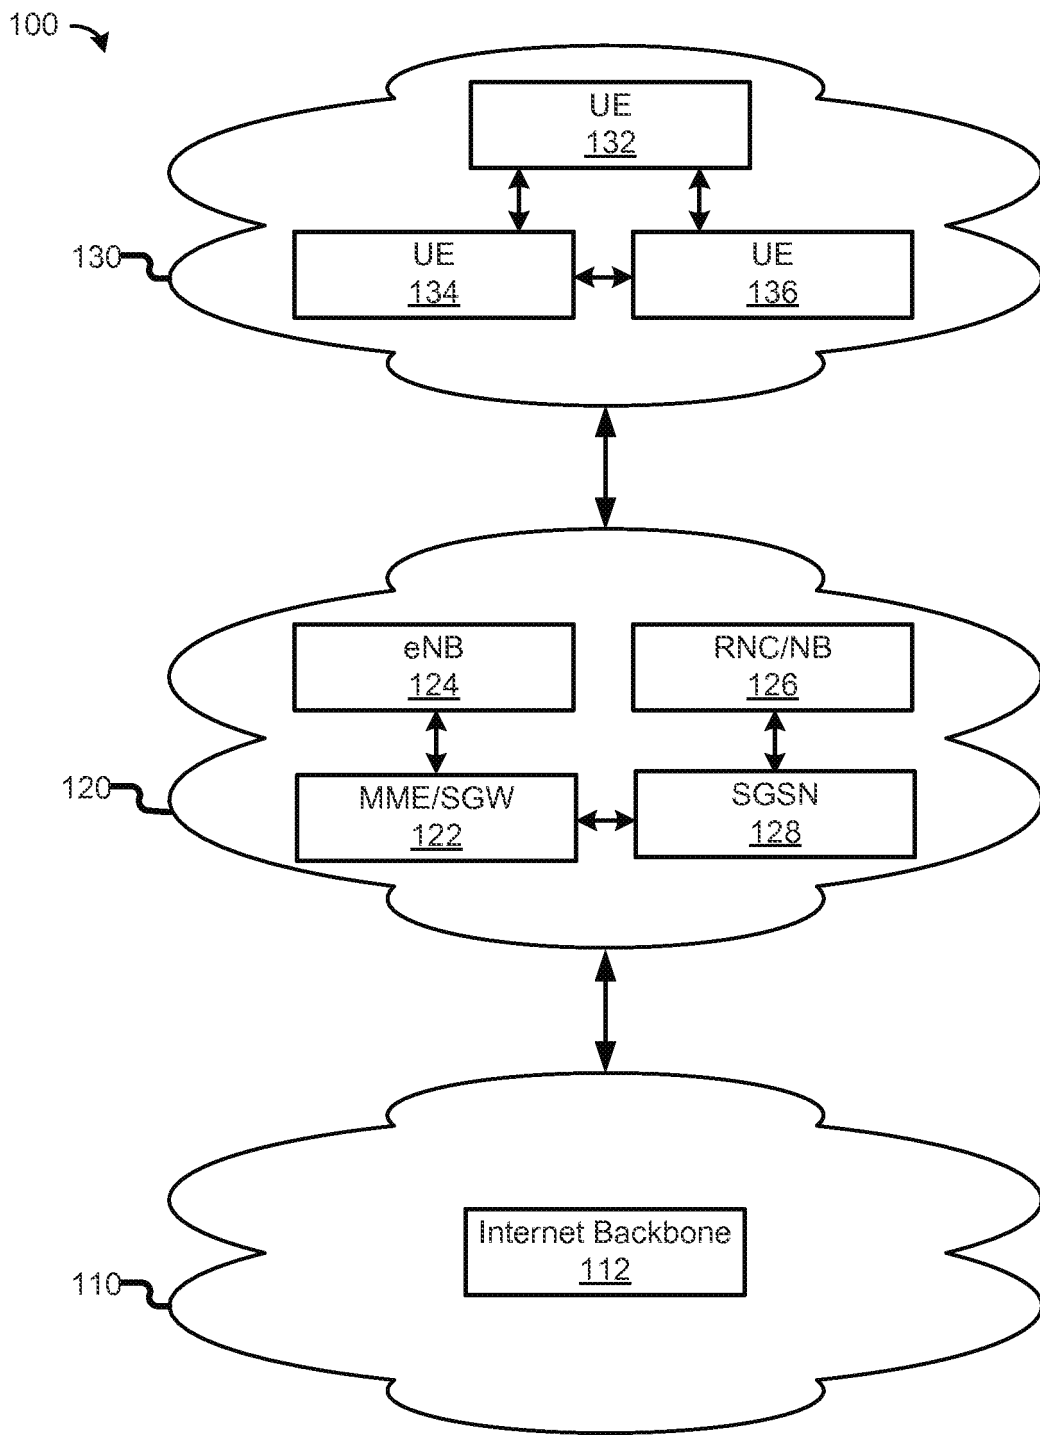 100
UE
132
UE
134
UE
136
130
eNB
124
RNC/NB
126
MME/SGW
122
SGSN
128
120
Internet Backbone
112
110